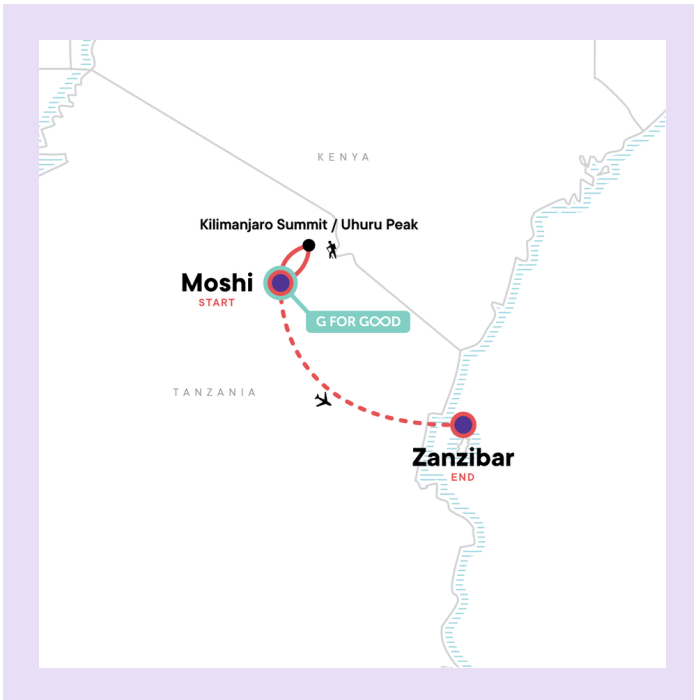 KENYA
Kilimanjaro Summit / Uhuru Peak
Moshi
START
G FOR GOOD
TANZANIA
Zanzibar
END